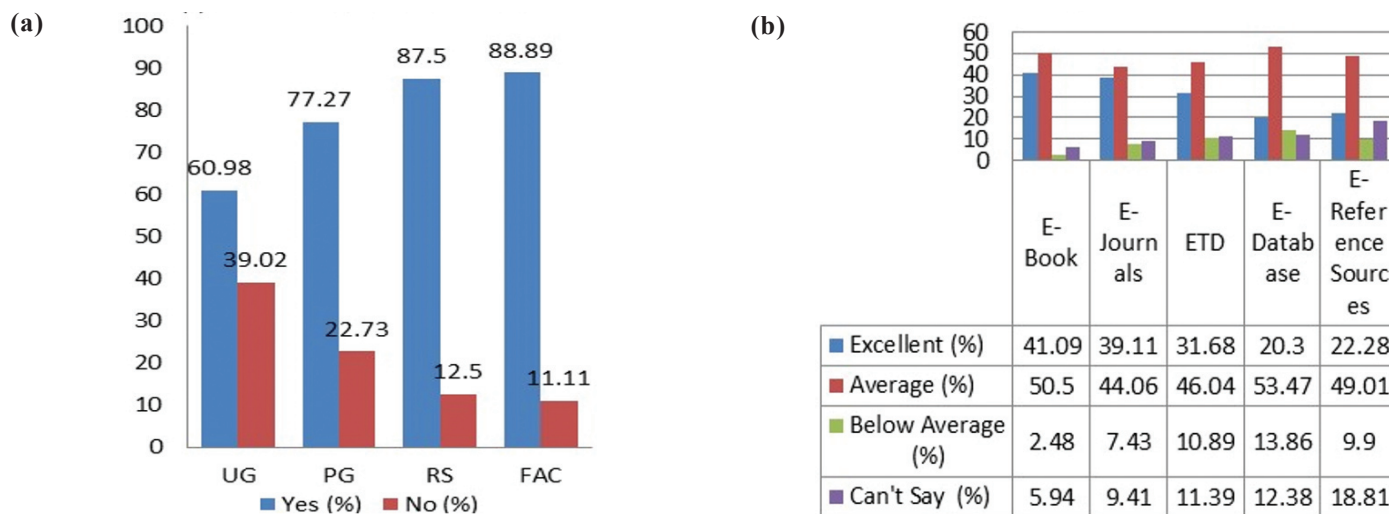 (a)
100
90
80
70
60
50
40
30
20
10
0
60.98
39.02
77.27
22.73
87.5
12.5
88.89
11.11
UG PG RS FAC
Yes (%) No (%)
(b)
60
50
40
30
20
10
0
E-
Book
E-
Journ
als
ETD
E-
Datab
ase
E-
Refer
ence
Sourc
es
Excellent (%) 41.09 39.11 31.68 20.3 22.28
Average (%) 50.5 44.06 46.04 53.47 49.01
Below Average
(%) 2.48 7.43 10.89 13.86 9.9
Can't Say (%) 5.94 9.41 11.39 12.38 18.81